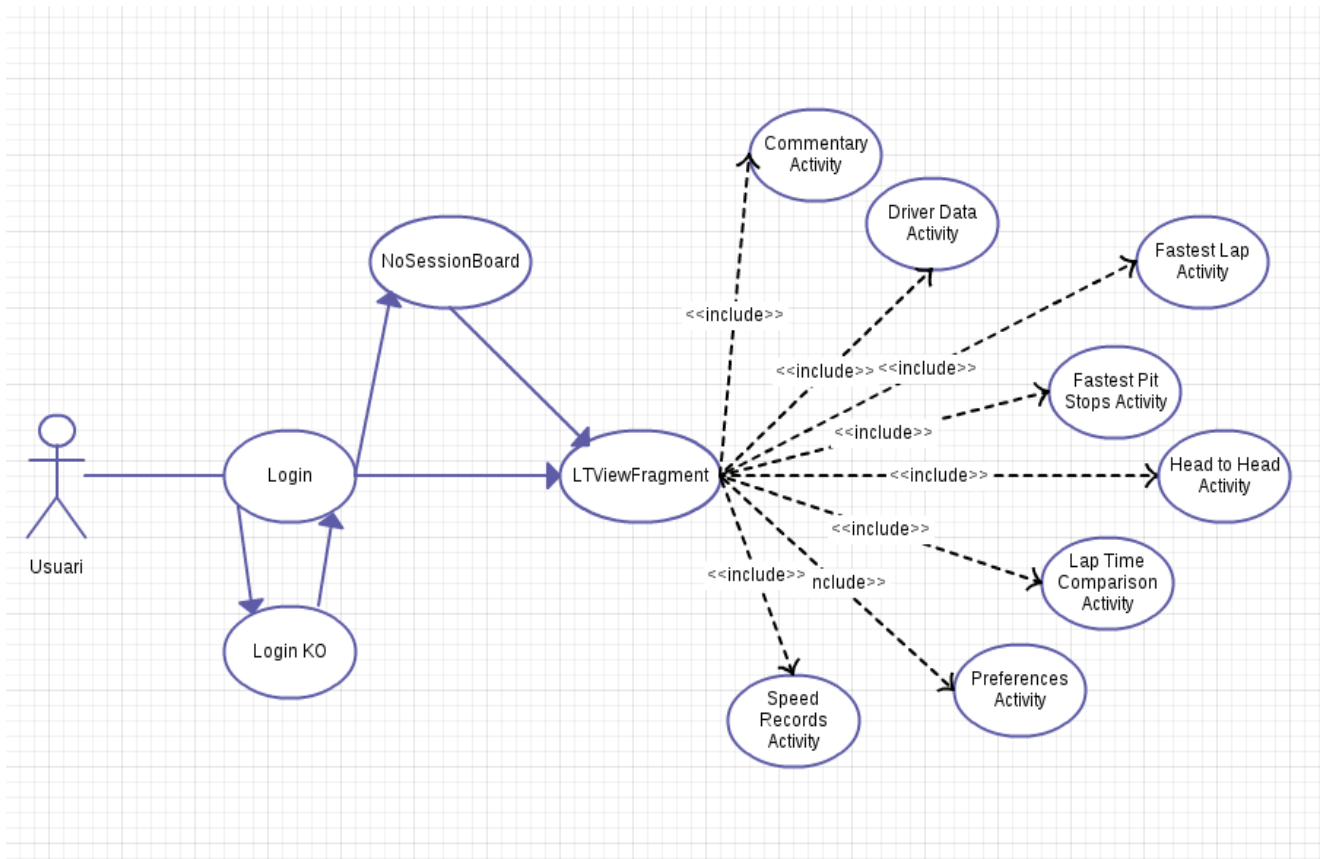 Commentary
Activity
Driver Data
Activity
NoSessionBoard
Fastest Lap
Activity
<<include>>
<<include>>
<<include>>
Fastest Pit
Stops Activity
<<include>>
Login
LTViewFragment
<<include>>
Head to Head
Activity
<<include>>
Usuari
<<include>>
nclude>>
Lap Time
Comparison
Activity
Login KO
Preferences
Activity
Speed
Records
Activity